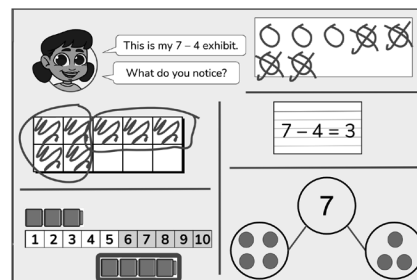 This is my 7 – 4 exhibit.
What do you notice?
7 – 4 = 3
1 2 3 4 5 6 7 8 9 10
7